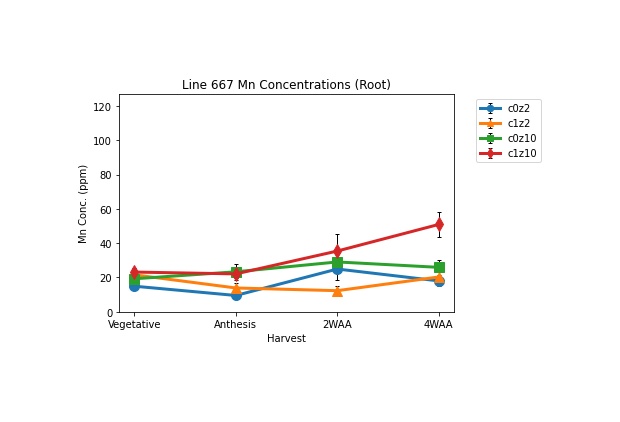 Line 667 Mn Concentrations (Root)
120
100
80
60
40
20
0
Mn Conc. (ppm)
Vegetative
Anthesis
2WAA
4WAA
Harvest
c0z2
c1z2
c0z10
c1z10